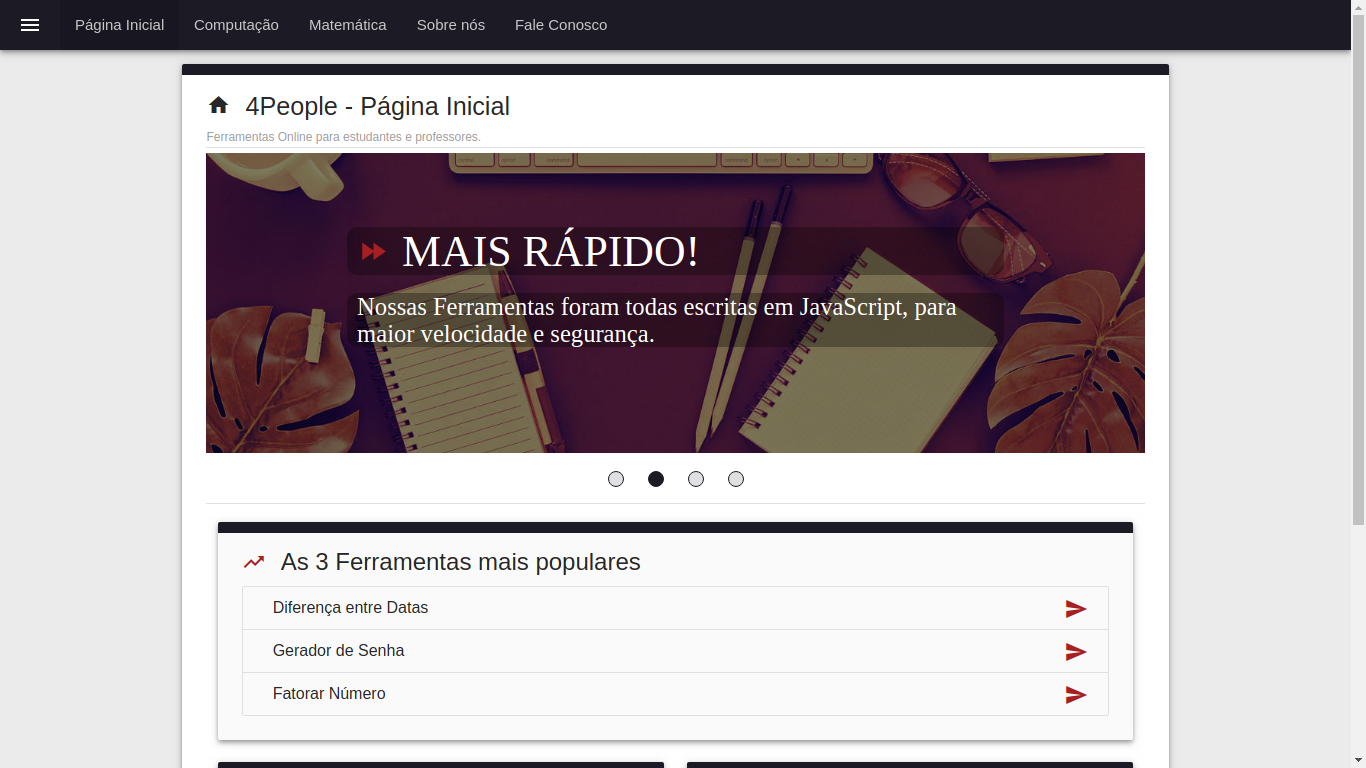 Página Inicial
Computação
Matemática
Sobre nós
Fale Conosco
4People - Página Inicial
Ferramentas Online para estudantes e professores.
MAIS RÁPIDO!
Nossas Ferramentas foram todas escritas em JavaScript, para
maior velocidade e segurança.
As 3 Ferramentas mais populares
Diferença entre Datas
Gerador de Senha
Fatorar Número